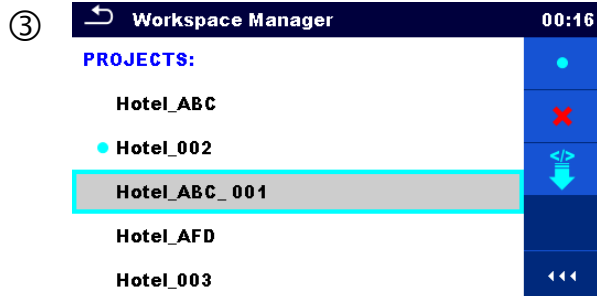 ③
Workspace Manager 00:16
PROJECTS:
Hotel_ABC
Hotel_002
Hotel_ABC_ 001
Hotel_AFD
Hotel_003